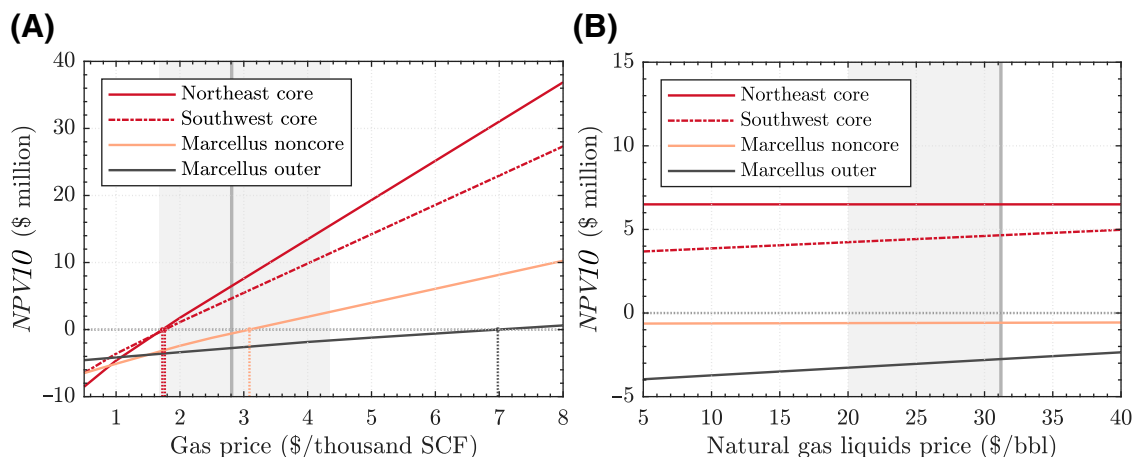 (A)
NPV10 ($ million)
40
30
20
10
0
−10
Northeast core
Southwest core
Marcellus noncore
Marcellus outer
1 2 3 4 5 6 7 8
Gas price ($/thousand SCF)
(B)
NPV10 ($ million)
15
10
5
0
−5
Northeast core
Southwest core
Marcellus noncore
Marcellus outer
5 10 15 20 25 30 35 40
Natural gas liquids price ($/bbl)